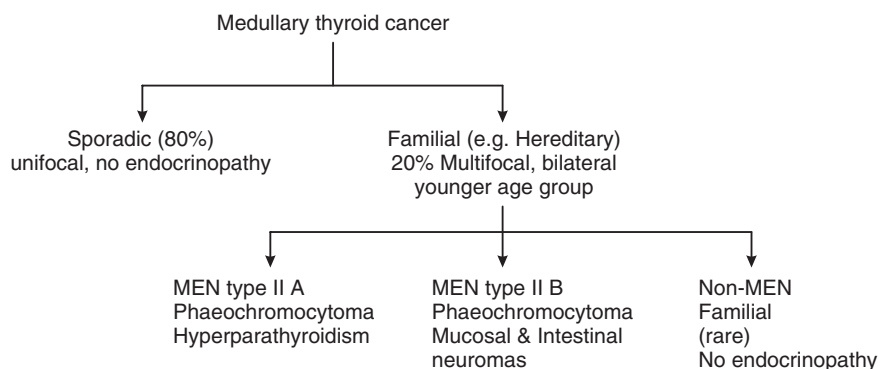 Medullary thyroid cancer
Sporadic (80%)
unifocal, no endocrinopathy
Familial (e.g. Hereditary)
20% Multifocal, bilateral
younger age group
MEN type II A
Phaeochromocytoma
Hyperparathyroidism
MEN type II B
Phaeochromocytoma
Mucosal & Intestinal
neuromas
Non-MEN
Familial
(rare)
No endocrinopathy